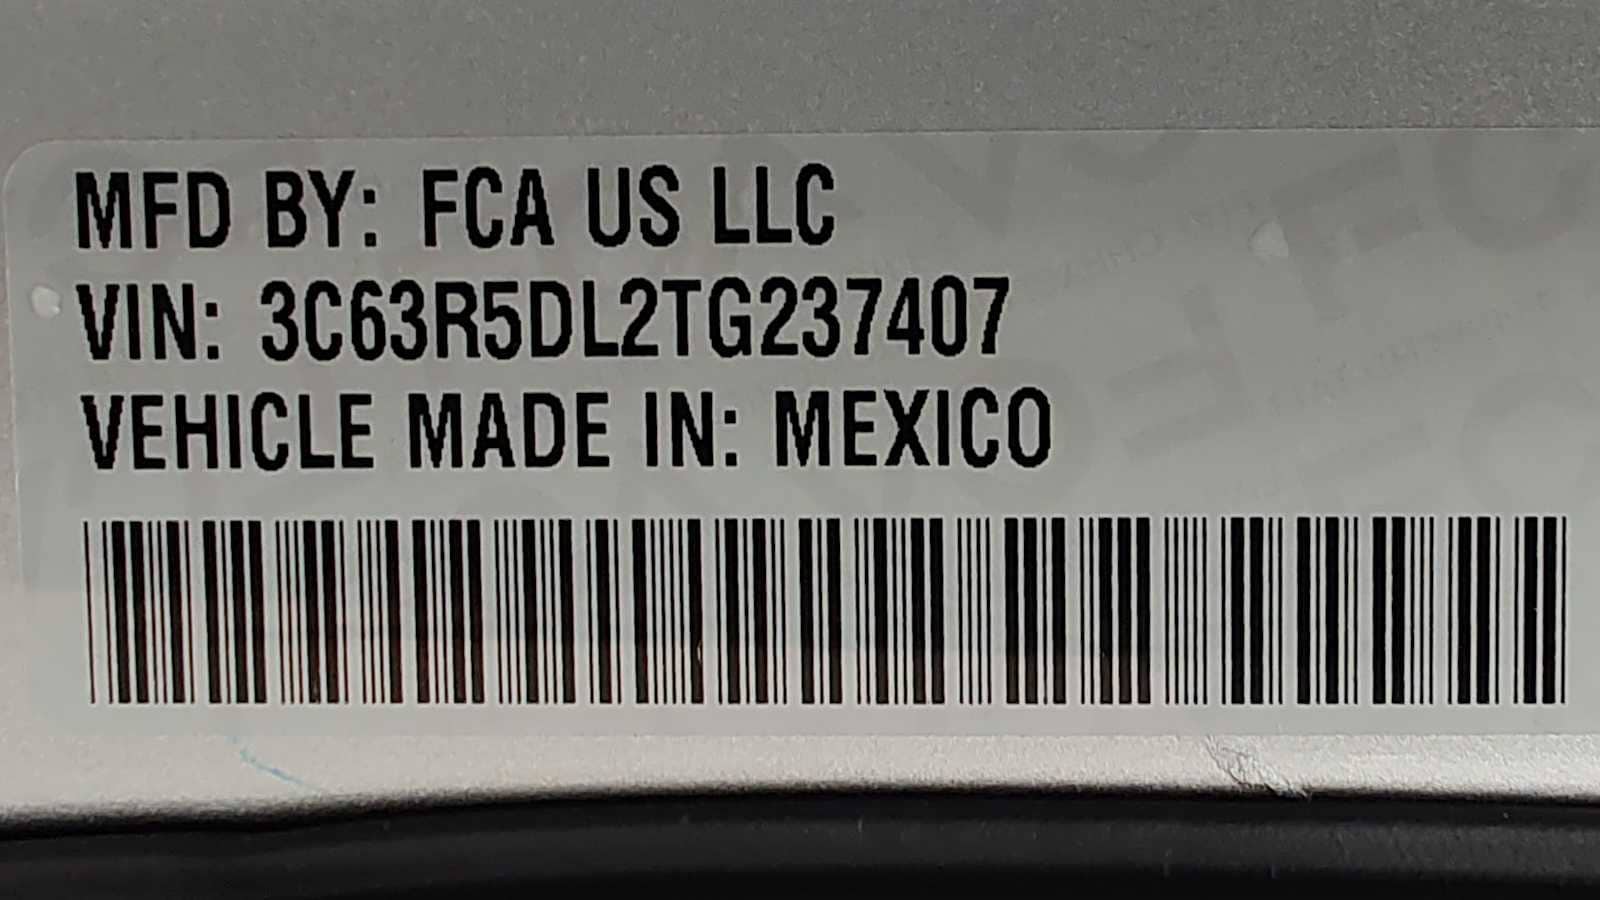 MFD BY: FCA US LLC
VIN: 3C63R5DL2TG237407
VEHICLE MADE IN: MEXICO